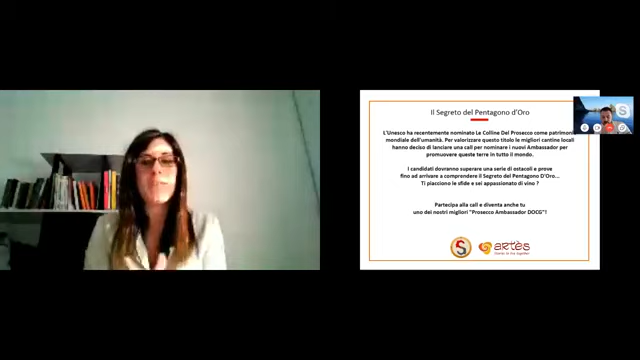 Il Segreto del Pentagono d'Oro
L'Unesco ha recentemente nominato Le Colline Del Prosecco come patrimonio
mondiale dell'umanità. Per valorizzare questo titolo le migliori cantine locali
hanno deciso di lanciare una call per nominare i nuovi Ambassador per
promuovere queste terre in tutto il mondo.
I candidati dovranno superare una serie di ostacoli e prove
fino ad arrivare a comprendere il Segreto del Pentagono D'Oro...
Ti piacciono le sfide e sei appassionato di vino ?
Partecipa alla call e diventa anche tu
uno dei nostri migliori "Prosecco Ambassador DOCG"!
S
artès
S